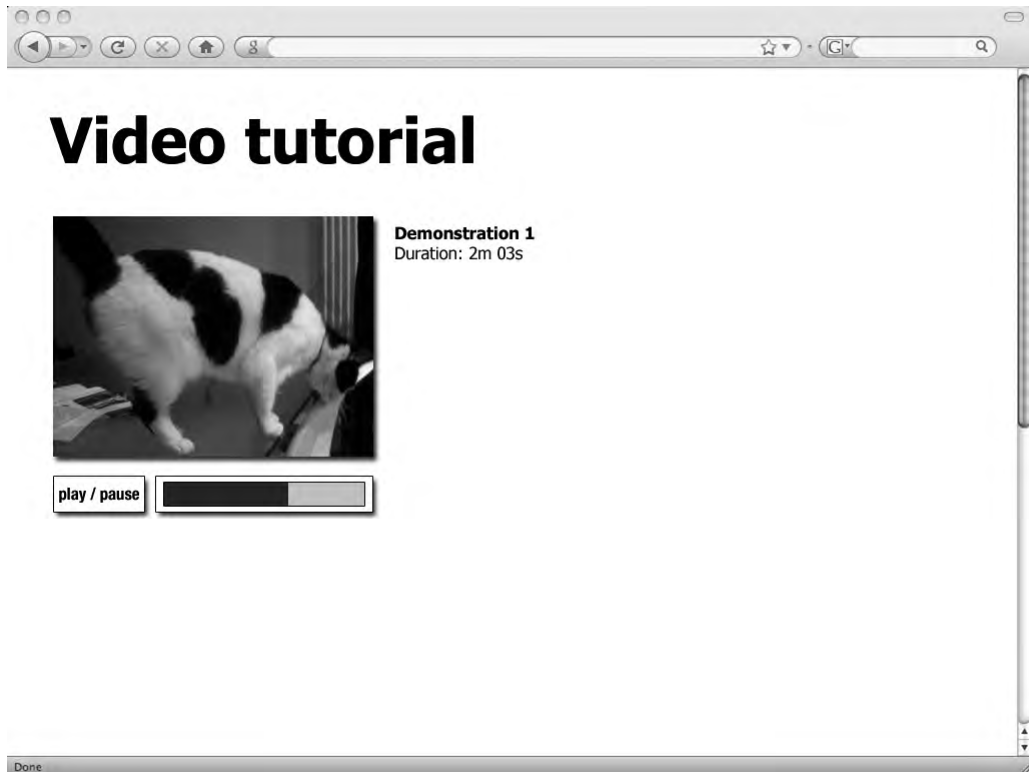 Video tutorial
Demonstration 1
Duration: 2m 03s
play / pause
Done